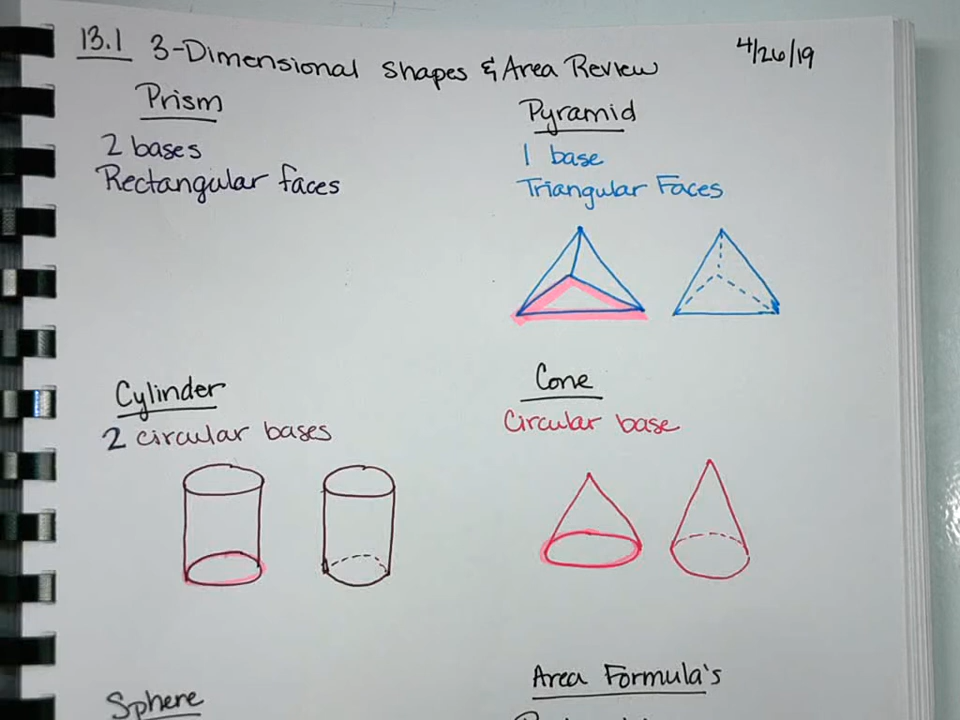 13.1 3-Dimensional Shapes & Area Review 4/26/19
Prism
2 bases
Rectangular faces
Pyramid
1 base
Triangular Faces
Cylinder
2 circular bases
Cone
Circular base
Sphere
Area Formula's